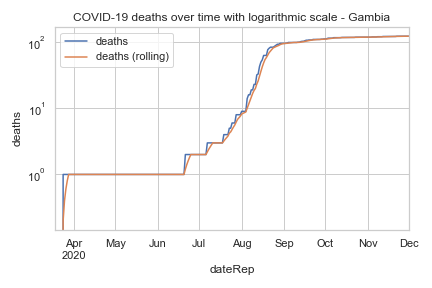 COVID-19 deaths over time with logarithmic scale - Gambia
deaths
deaths (rolling)
10²
10¹
10⁰
deaths
Apr May Jun Jul Aug Sep Oct Nov Dec
2020
dateRep